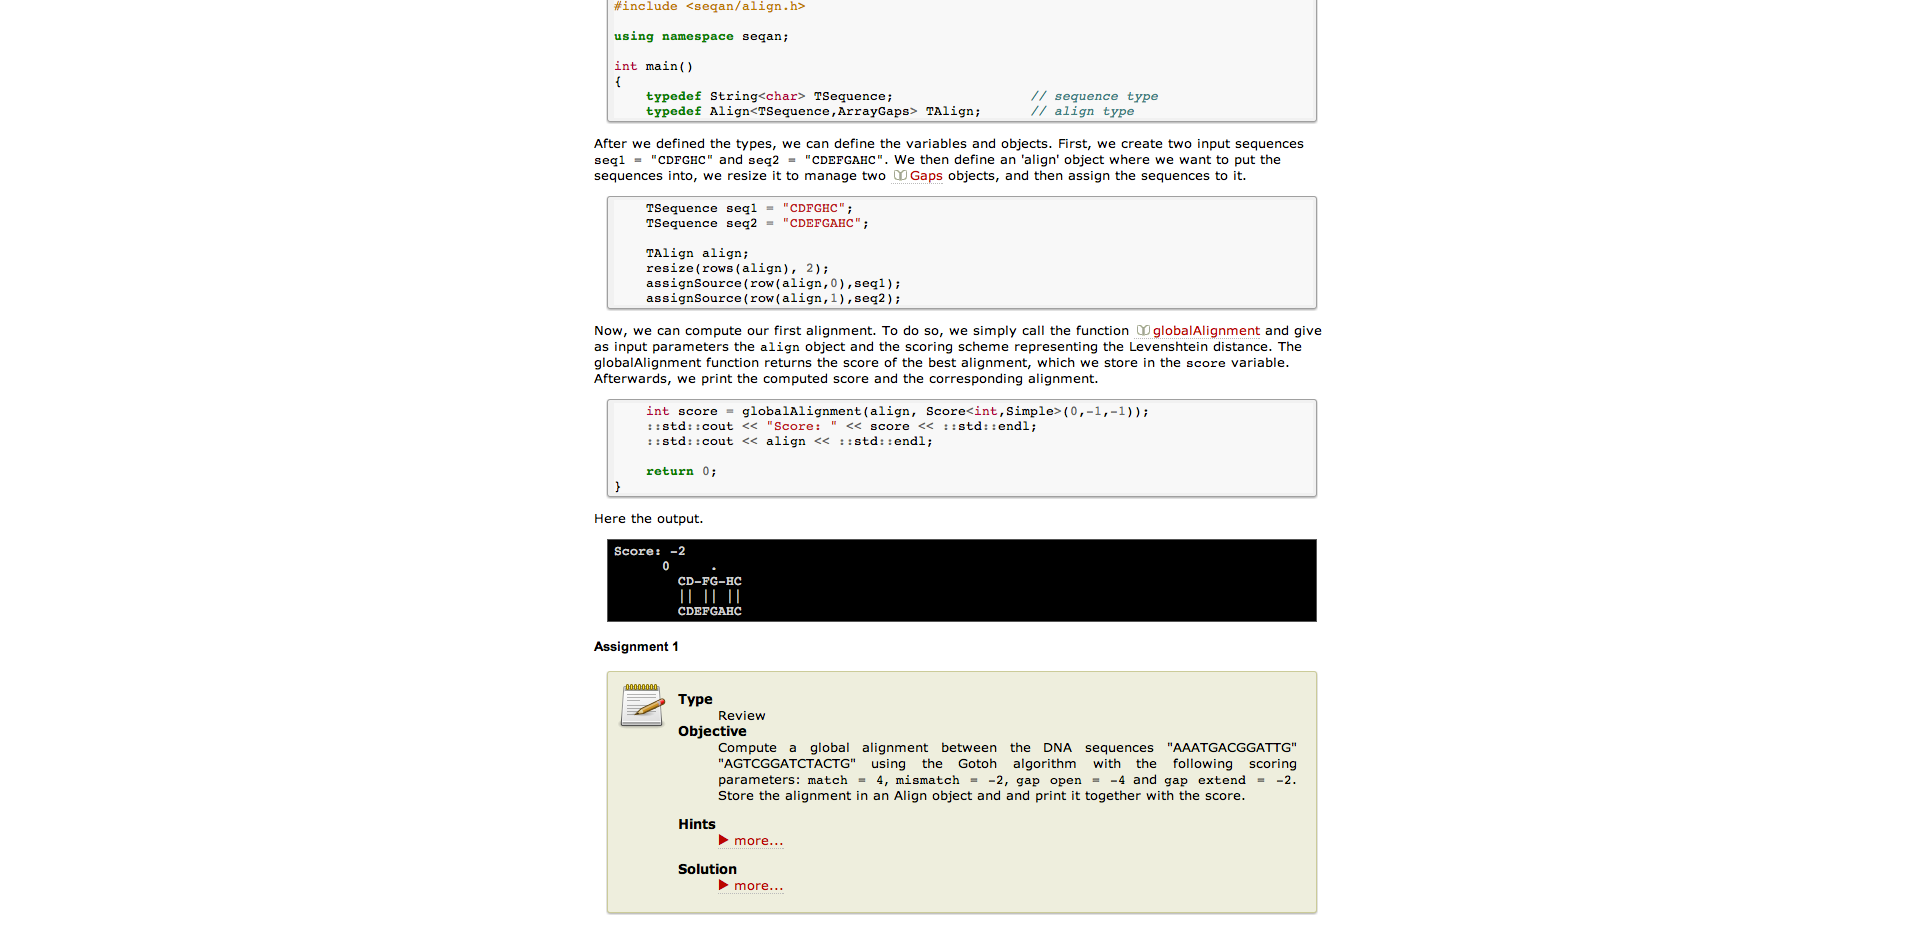 #include <seqan/align.h>
using namespace seqan;
int main()
{
typedef String<char> TSequence; // sequence type
typedef Align<TSequence,ArrayGaps> TAlign; // align type
After we defined the types, we can define the variables and objects. First, we create two input sequences
seq1 = "CDFGHC" and seq2 = "CDEFGAHC". We then define an 'align' object where we want to put the
sequences into, we resize it to manage two Gaps objects, and then assign the sequences to it.
TSequence seq1 = "CDFGHC";
TSequence seq2 = "CDEFGAHC";
TAlign align;
resize(rows(align), 2);
assignSource(row(align,0),seq1);
assignSource(row(align,1),seq2);
Now, we can compute our first alignment. To do so, we simply call the function globalAlignment and give
as input parameters the align object and the scoring scheme representing the Levenshtein distance. The
globalAlignment function returns the score of the best alignment, which we store in the score variable.
Afterwards, we print the computed score and the corresponding alignment.
int score = globalAlignment(align, Score<int,Simple>(0,-1,-1));
::std::cout << "Score: " << score << ::std::endl;
::std::cout << align << ::std::endl;
return 0;
}
Here the output.
Score: -2
0 .
CD-FG-HC
|| || ||
CDEFGAHC
Assignment 1
Type
Review
Objective
Compute a global alignment between the DNA sequences "AAATGACGGATTG"
"AGTCGGATCTACTG" using the Gotoh algorithm with the following scoring
parameters: match = 4, mismatch = -2, gap open = -4 and gap extend = -2.
Store the alignment in an Align object and and print it together with the score.
Hints
▶ more...
Solution
▶ more...